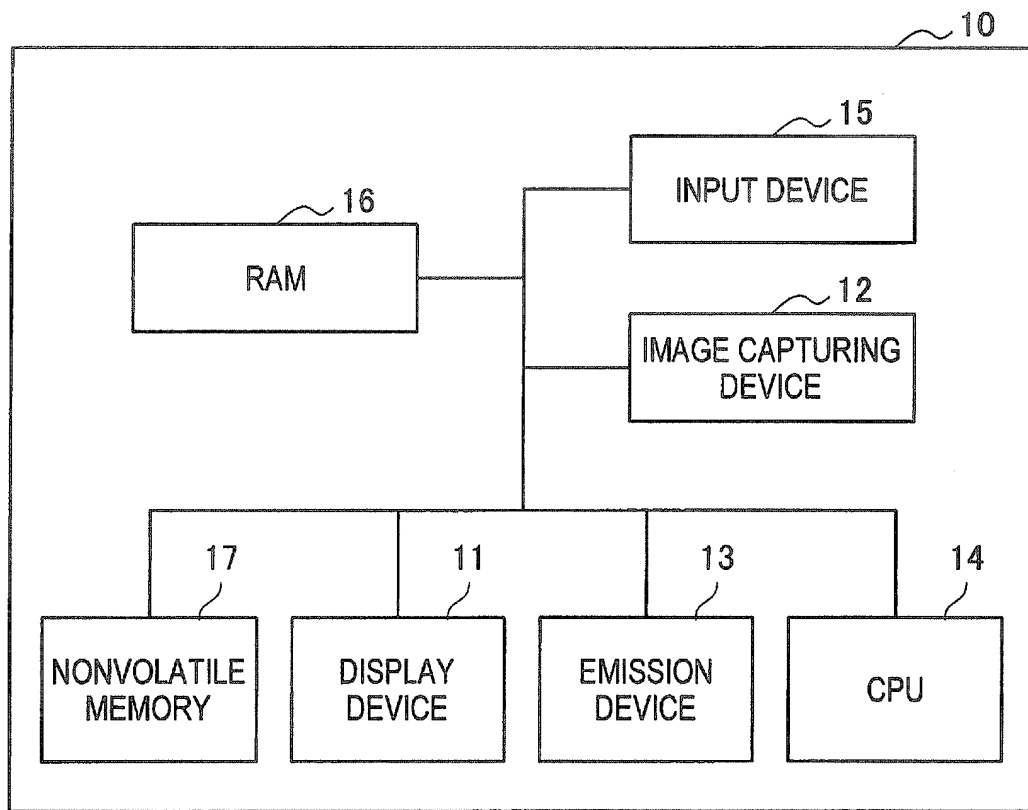 10
15
INPUT DEVICE
16
RAM
12
IMAGE CAPTURING
DEVICE
17
NONVOLATILE
MEMORY
11
DISPLAY
DEVICE
13
EMISSION
DEVICE
14
CPU